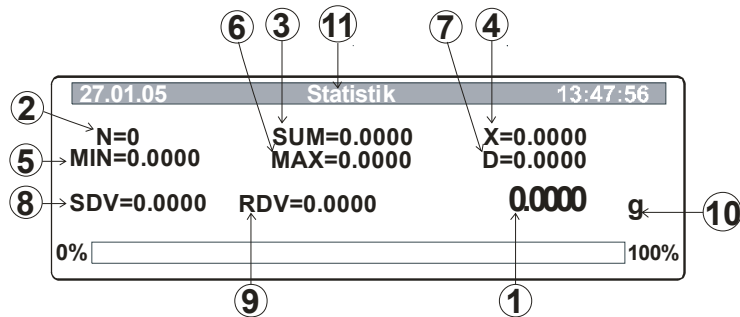 6 3 11 7 4
27.01.05 Statistik 13:47:56
2
N=0 SUM=0.0000 X=0.0000
5 MIN=0.0000 MAX=0.0000 D=0.0000
8 SDV=0.0000 RDV=0.0000 0.0000 g 10
0% 100%
9 1